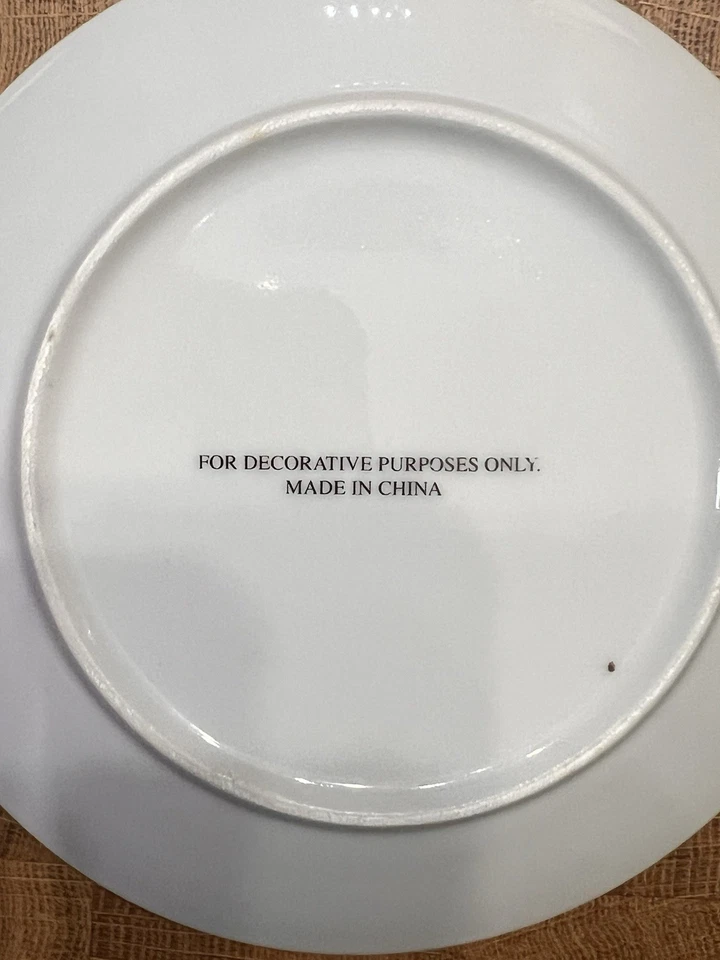 FOR DECORATIVE PURPOSES ONLY.
MADE IN CHINA